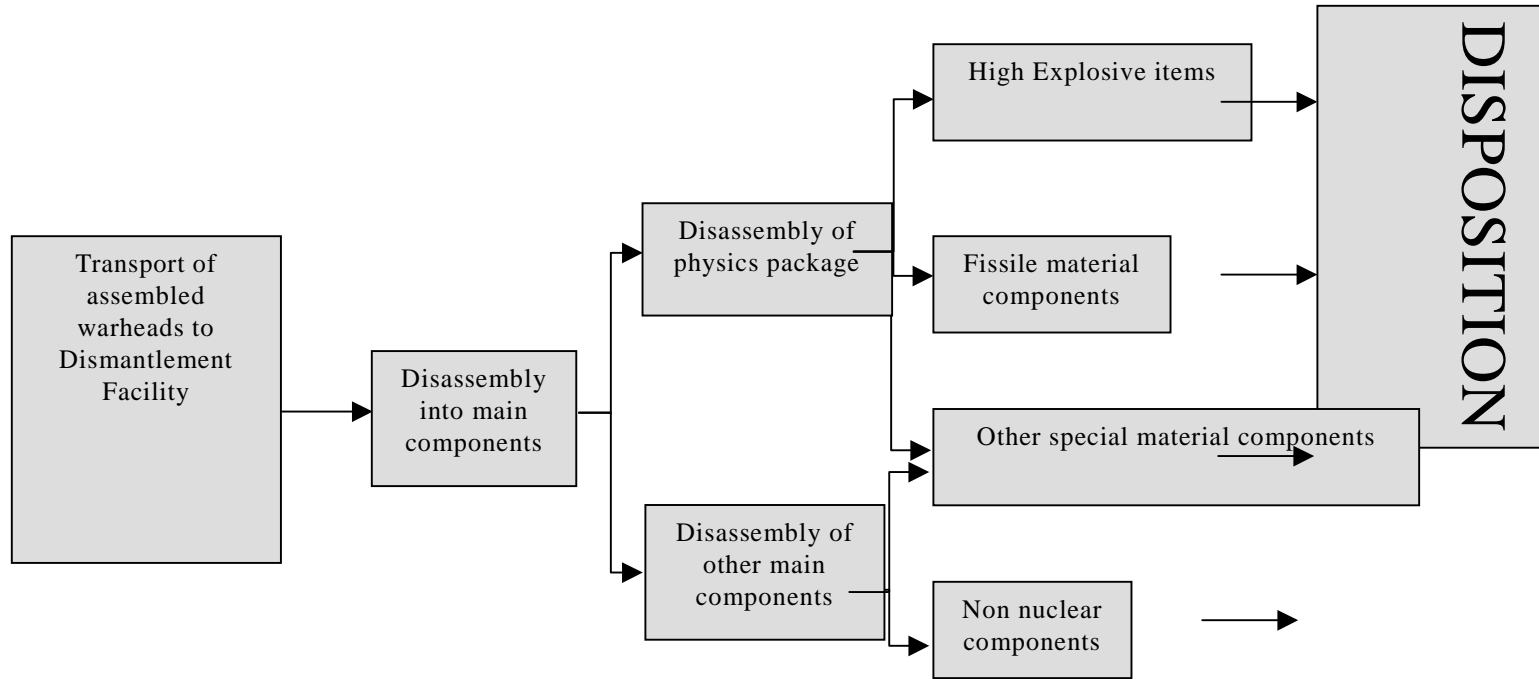 Transport of
assembled
warheads to
Dismantlement
Facility
Disassembly
into main
components
Disassembly of
physics package
Disassembly of
other main
components
High Explosive items
Fissile material
components
Other special material components
Non nuclear
components
DISPOSITION